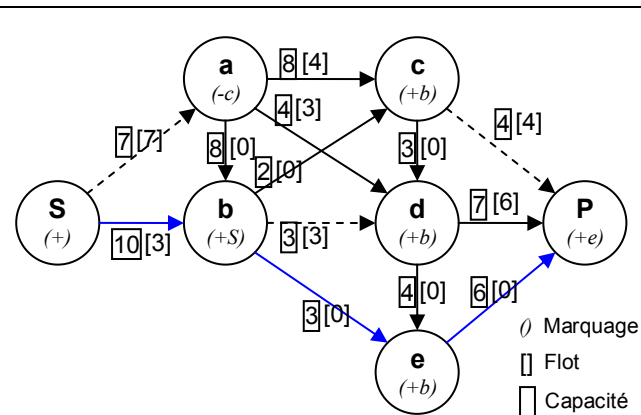 a
(-c)
8 [4]
c
(+b)
4 [3]
4 [4]
7 [7]
8 [0]
2 [0]
3 [0]
S
(+)
10 [3]
b
(+S)
3 [3]
d
(+b)
7 [6]
P
(+e)
3 [0]
4 [0]
6 [0]
e
(+b)
() Marquage
[] Flot
Capacité